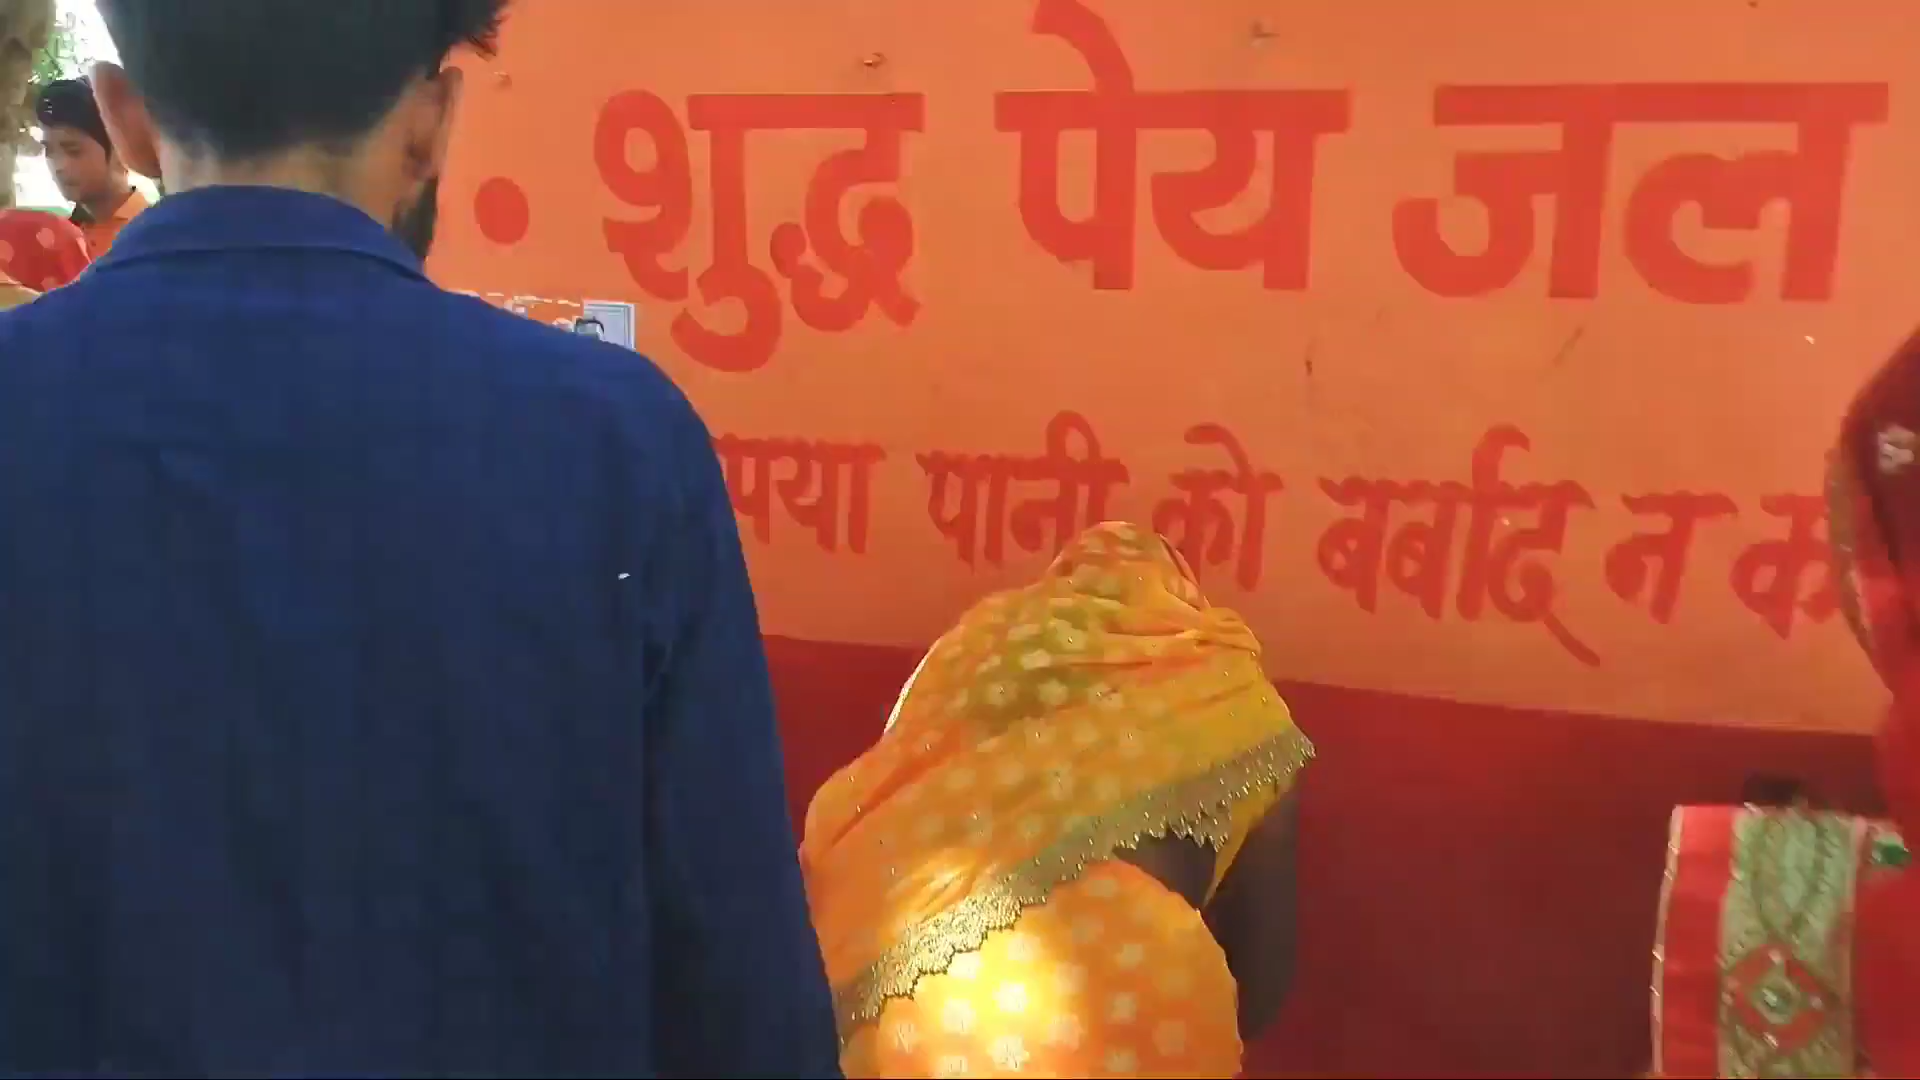 शुद्ध पेय जल
पानी को बर्बाद न